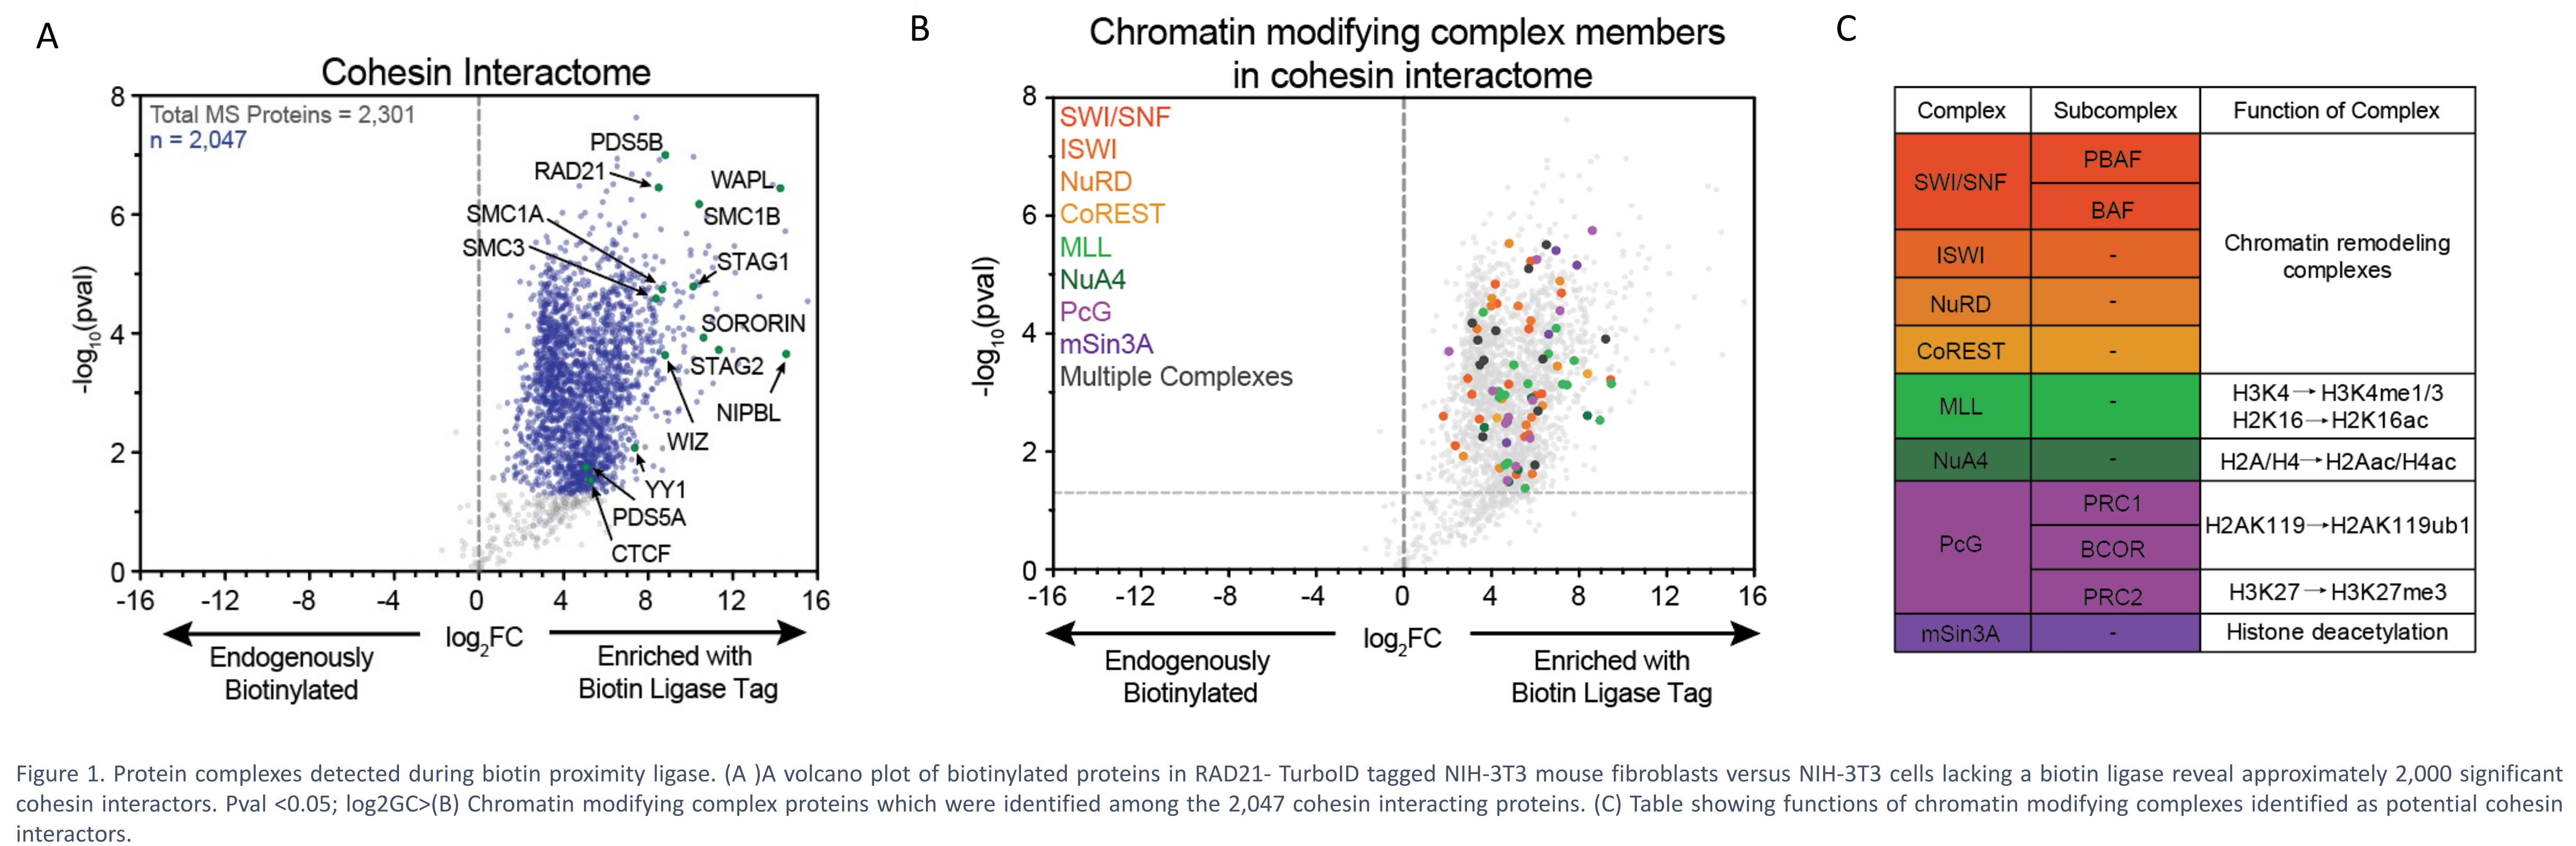 A
Cohesin Interactome
Total MS Proteins = 2,301
n = 2,047
PDS5B
RAD21
WAPL
SMC1A
SMC1B
SMC3
STAG1
SORORIN
STAG2
NIPBL
WIZ
YY1
PDS5A
CTCF
8
6
4
2
0
-log10(pval)
-16 -12 -8 -4 0 4 8 12 16
log2FC
Endogenously
Biotinylated
Enriched with
Biotin Ligase Tag
B
Chromatin modifying complex members
in cohesin interactome
SWI/SNF
ISWI
NuRD
CoREST
MLL
NuA4
PcG
mSin3A
Multiple Complexes
8
6
4
2
0
-log10(pval)
-16 -12 -8 -4 0 4 8 12 16
log2FC
Endogenously
Biotinylated
Enriched with
Biotin Ligase Tag
C
Complex Subcomplex Function of Complex
SWI/SNF PBAF
BAF
Chromatin remodeling
complexes
ISWI -
NuRD -
CoREST -
MLL - H3K4→H3K4me1/3
H2K16→H2K16ac
NuA4 - H2A/H4→H2Aac/H4ac
PcG PRC1
BCOR
H2AK119→H2AK119ub1
PRC2 H3K27→H3K27me3
mSin3A - Histone deacetylation
Figure 1. Protein complexes detected during biotin proximity ligase. (A )A volcano plot of biotinylated proteins in RAD21- TurboID tagged NIH-3T3 mouse fibroblasts versus NIH-3T3 cells lacking a biotin ligase reveal approximately 2,000 significant
cohesin interactors. Pval <0.05; log2GC>(B) Chromatin modifying complex proteins which were identified among the 2,047 cohesin interacting proteins. (C) Table showing functions of chromatin modifying complexes identified as potential cohesin
interactors.